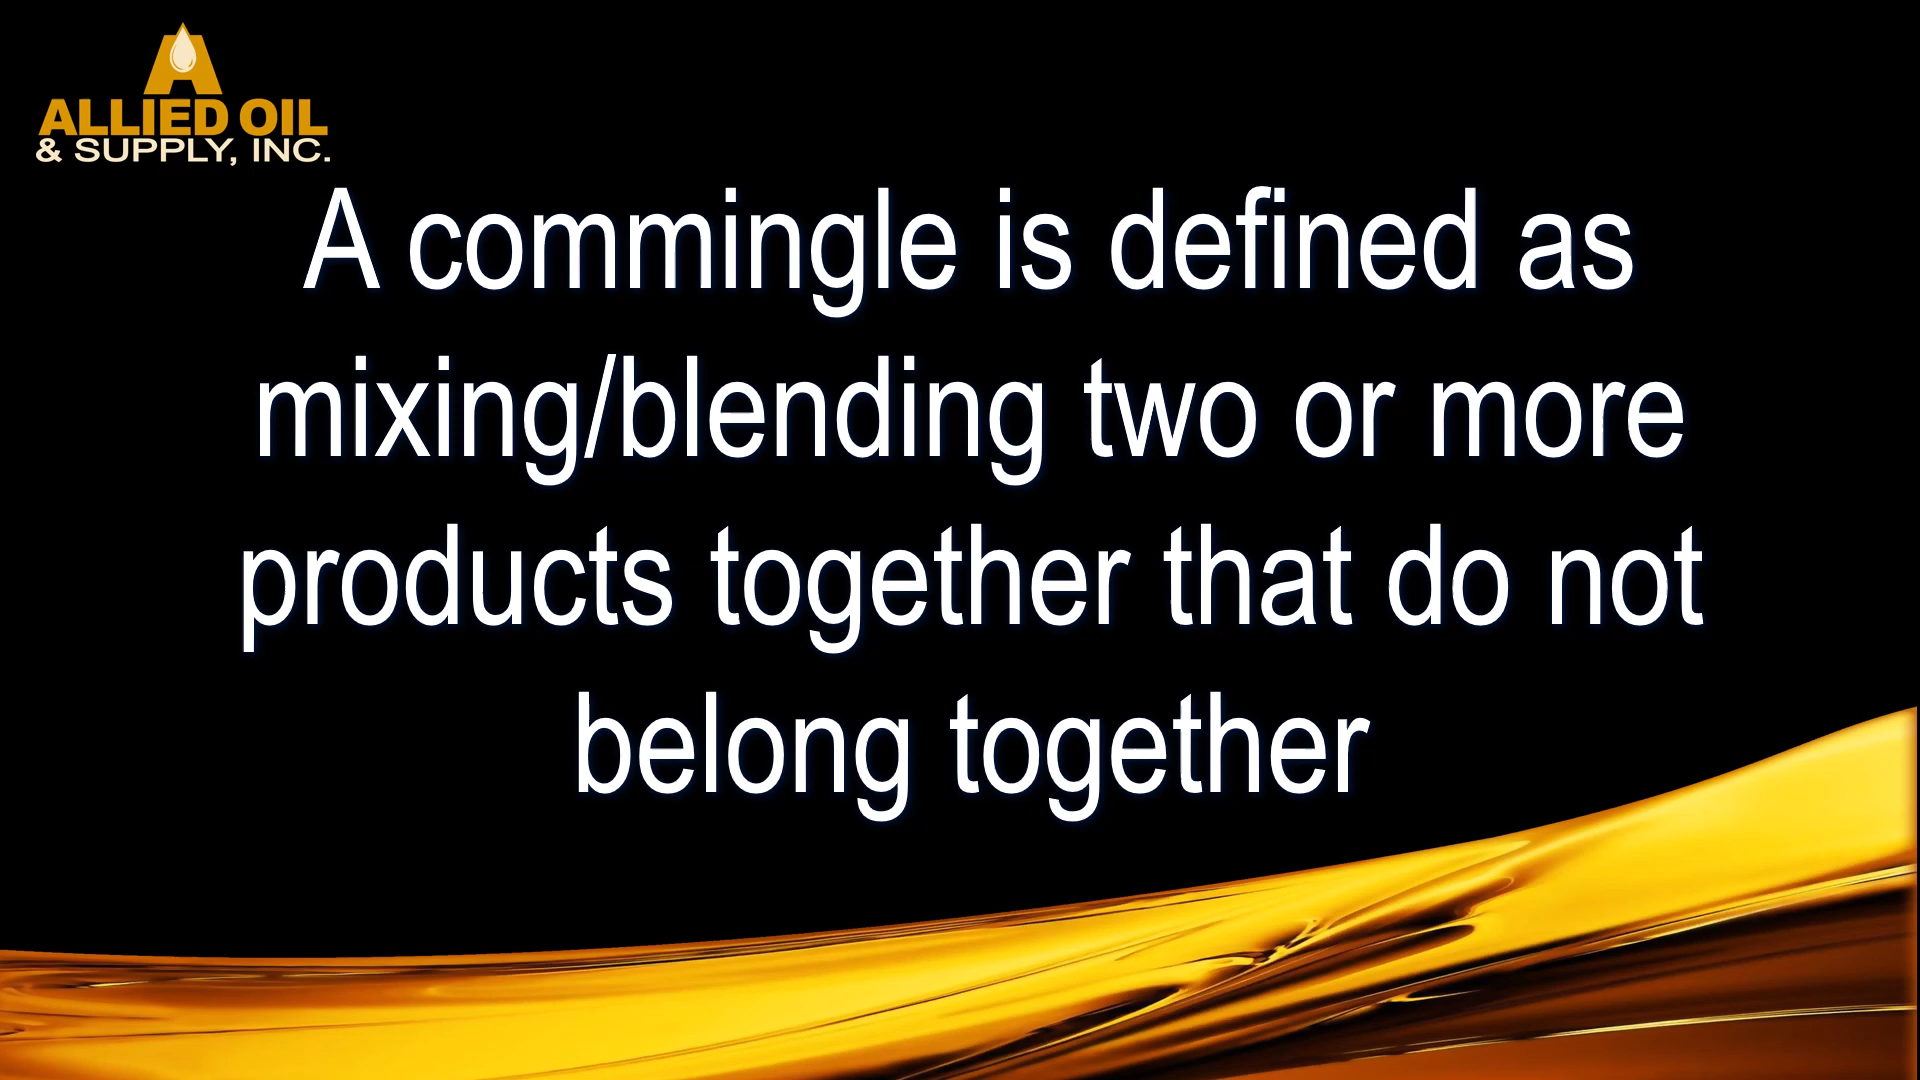 ALLIED OIL
& SUPPLY, INC.
A commingle is defined as
mixing/blending two or more
products together that do not
belong together